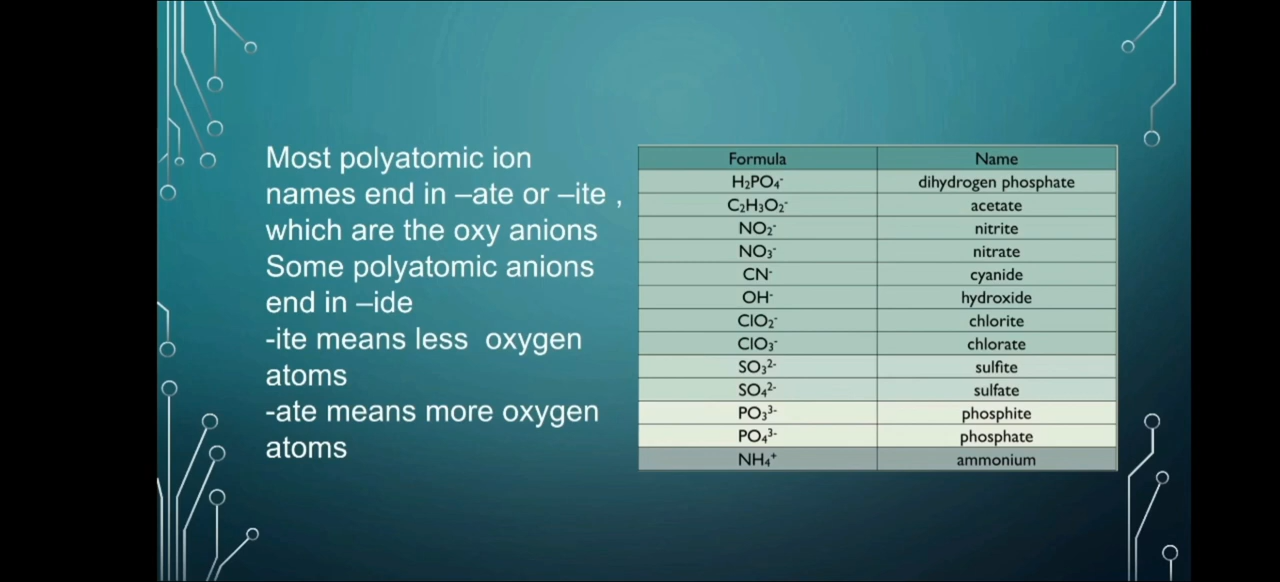 Most polyatomic ion
names end in –ate or –ite ,
which are the oxy anions
Some polyatomic anions
end in –ide
-ite means less  oxygen
atoms
-ate means more oxygen
atoms
Formula Name
H₂PO₄⁻ dihydrogen phosphate
C₂H₃O₂⁻ acetate
NO₂⁻ nitrite
NO₃⁻ nitrate
CN⁻ cyanide
OH⁻ hydroxide
ClO₂⁻ chlorite
ClO₃⁻ chlorate
SO₃²⁻ sulfite
SO₄²⁻ sulfate
PO₃³⁻ phosphite
PO₄³⁻ phosphate
NH₄⁺ ammonium